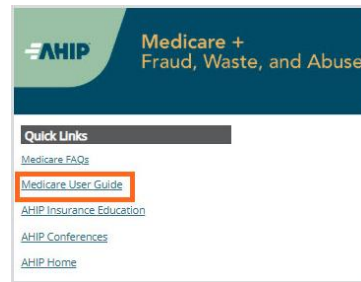 AHIP
Medicare +
Fraud, Waste, and Abuse
Quick Links
Medicare FAQs
Medicare User Guide
AHIP Insurance Education
AHIP Conferences
AHIP Home